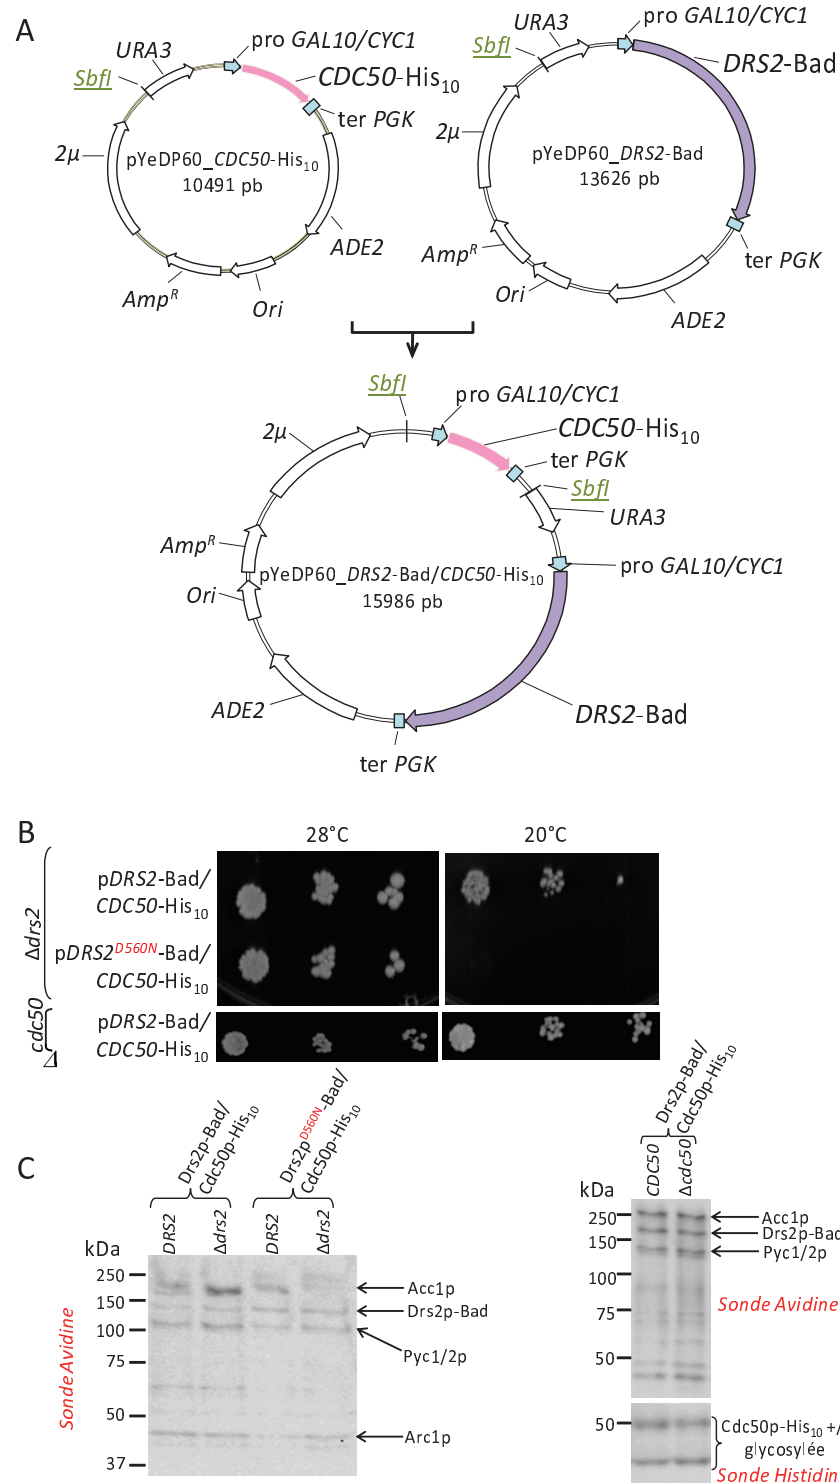 A
URA3
pro GAL10/CYC1
SbfI
CDC50-His10
ter PGK
2μ
pYeDP60_CDC50-His10
10491 pb
ADE2
AmpR
Ori
URA3
pro GAL10/CYC1
SbfI
DRS2-Bad
2μ
pYeDP60_DRS2-Bad
13626 pb
AmpR
ter PGK
Ori
ADE2
SbfI
pro GAL10/CYC1
2μ
CDC50-His10
ter PGK
SbfI
URA3
AmpR
pro GAL10/CYC1
pYeDP60_DRS2-Bad/CDC50-His10
Ori
15986 pb
ADE2
DRS2-Bad
ter PGK
B
28°C
20°C
Δdrs2
pDRS2-Bad/
CDC50-His10
pDRS2D560N-Bad/
CDC50-His10
cdc50
Δ
pDRS2-Bad/
CDC50-His10
C
Drs2p-Bad/
Cdc50p-His10
Drs2pD560N-Bad/
Cdc50p-His10
DRS2
Δdrs2
DRS2
Δdrs2
kDa
250
150
100
75
50
37
Sonde Avidine
Acc1p
Drs2p-Bad
Pyc1/2p
Arc1p
Drs2p-Bad/
Cdc50p-His10
CDC50
Δcdc50
kDa
250
150
100
75
50
Acc1p
Drs2p-Bad
Pyc1/2p
Sonde Avidine
50
Cdc50p-His10 +/
glycosylée
Sonde Histidin